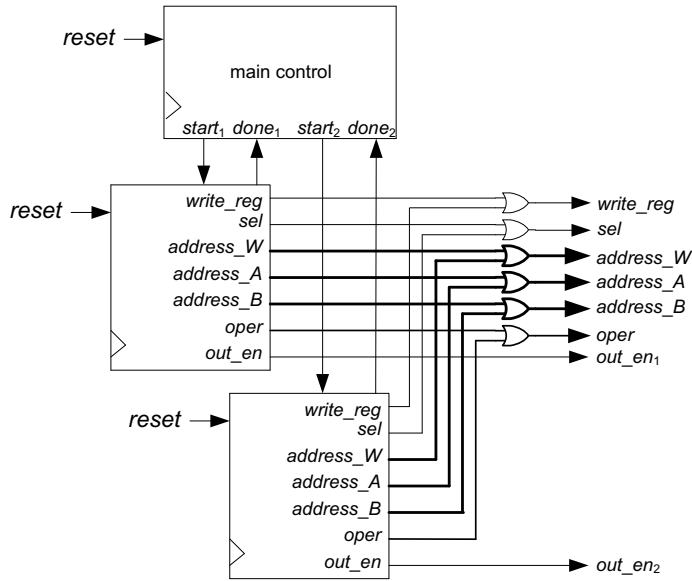 reset
main control
start1 done1 start2 done2
reset
write_reg
sel
address_W
address_A
address_B
oper
out_en
write_reg
sel
address_W
address_A
address_B
oper
out_en1
reset
write_reg
sel
address_W
address_A
address_B
oper
out_en
out_en2